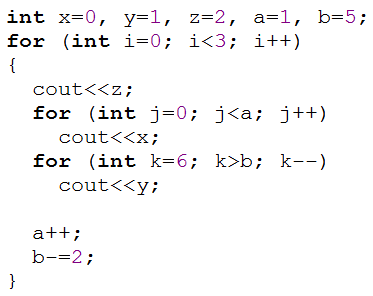 int x=0, y=1, z=2, a=1, b=5;
for (int i=0; i<3; i++)
{
  cout<<z;
  for (int j=0; j<a; j++)
    cout<<x;
  for (int k=6; k>b; k--)
    cout<<y;

  a++;
  b-=2;
}